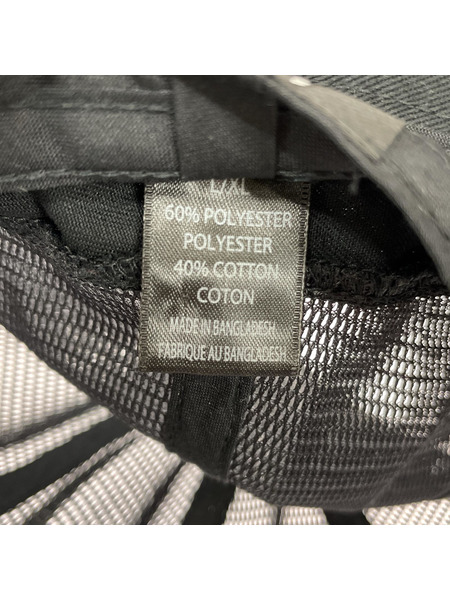 L/XL
60% POLYESTER
POLYESTER
40% COTTON
COTON
MADE IN BANGLADESH
FABRIQUE AU BANGLADESH